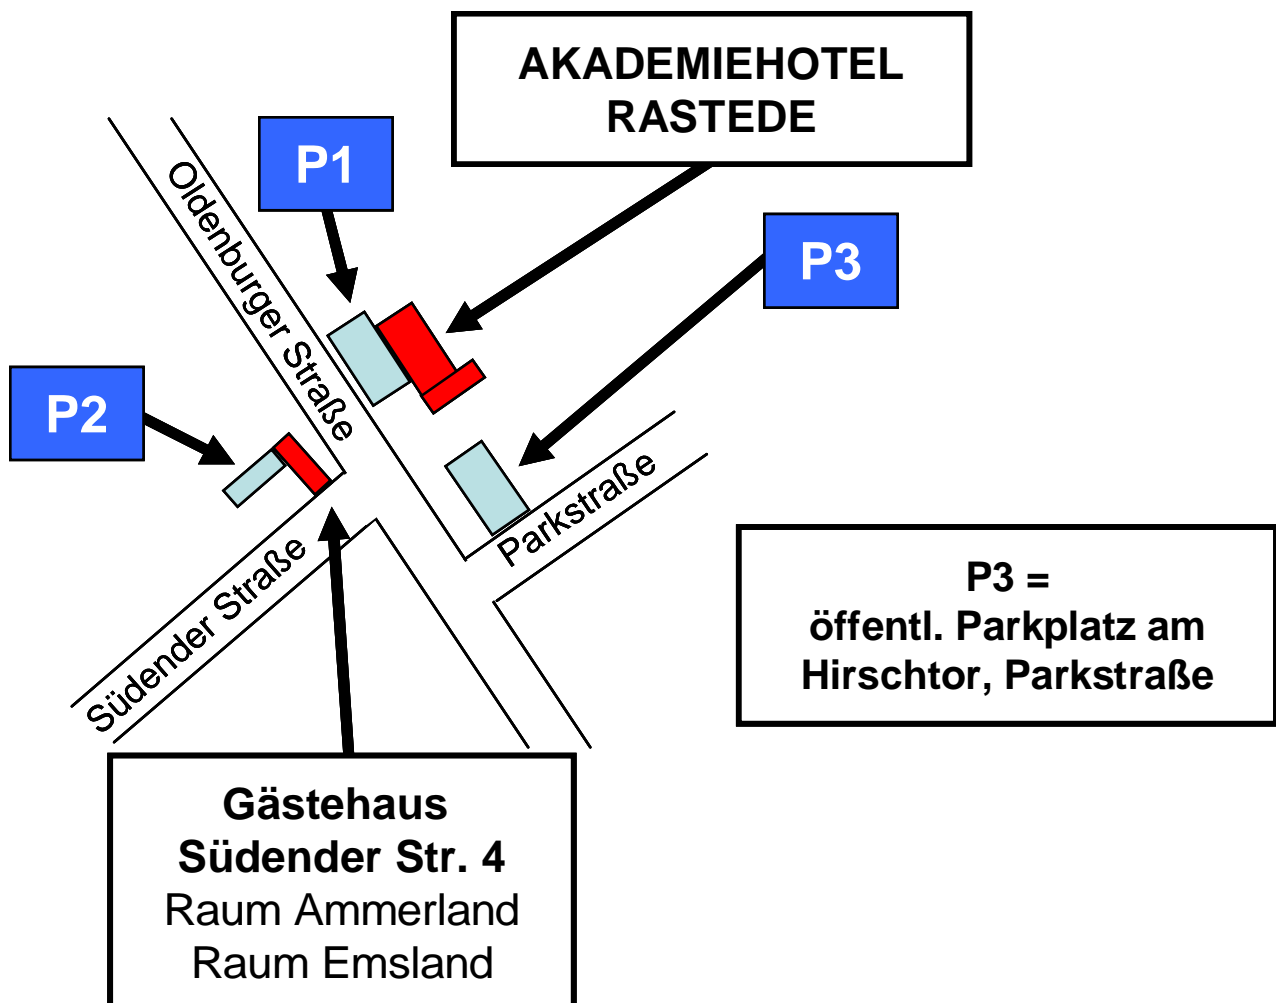 AKADEMIEHOTEL
RASTEDE
P1
Oldenburger Straße
P3
P2
Parkstraße
Südender Straße
P3 =
öffentl. Parkplatz am
Hirschtor, Parkstraße
Gästehaus
Südender Str. 4
Raum Ammerland
Raum Emsland